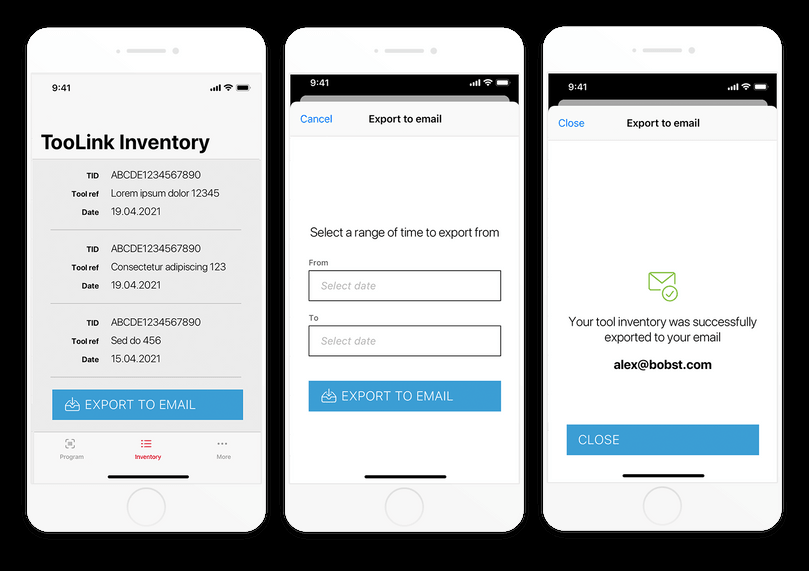 9:41
TooLink Inventory
TID ABCDE1234567890
Tool ref Lorem ipsum dolor 12345
Date 19.04.2021
TID ABCDE1234567890
Tool ref Consectetur adipiscing 123
Date 19.04.2021
TID ABCDE1234567890
Tool ref Sed do 456
Date 15.04.2021
EXPORT TO EMAIL
Program Inventory More
9:41
Cancel Export to email
Select a range of time to export from
From
Select date
To
Select date
EXPORT TO EMAIL
9:41
Close Export to email
Your tool inventory was successfully
exported to your email
alex@bobst.com
CLOSE